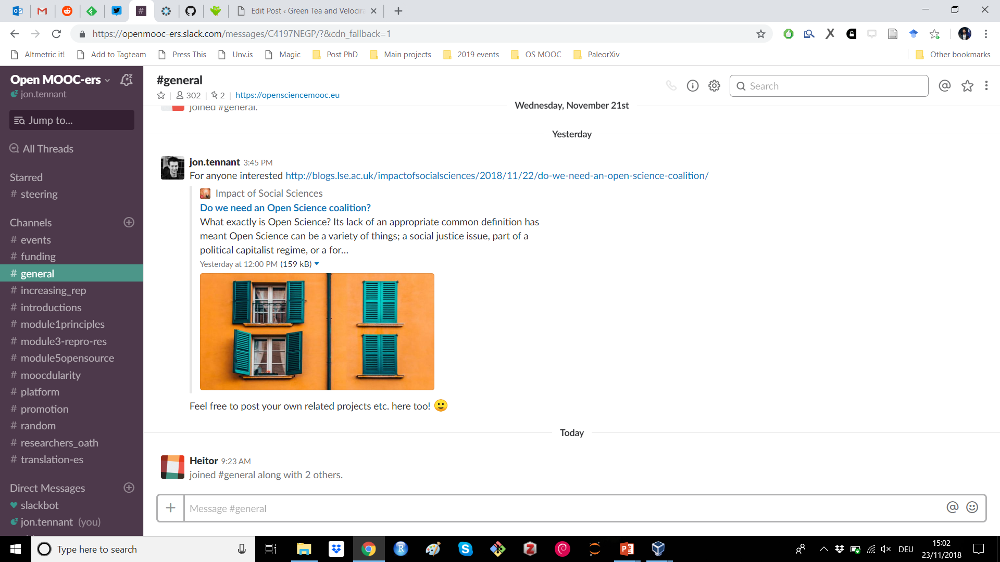 Edit Post ‹ Green Tea and Velocira
https://openmooc-ers.slack.com/messages/C4197NEGP/?&cdn_fallback=1
Altmetric it!
Add to Tagteam
Press This
Unv.is
Magic
Post PhD
Main projects
2019 events
OS MOOC
PaleorXiv
Other bookmarks
Open MOOC-ers
jon.tennant
Jump to...
All Threads
Starred
# steering
Channels
# events
# funding
# general
# increasing_rep
# introductions
# module1principles
# module3-repro-res
# module5opensource
# moocdularity
# platform
# promotion
# random
# researchers_oath
# translation-es
Direct Messages
slackbot
jon.tennant (you)
#general
302
2
https://opensciencemooc.eu
Search
joined #general.
Wednesday, November 21st
Yesterday
jon.tennant 3:45 PM
For anyone interested http://blogs.lse.ac.uk/impactofsocialsciences/2018/11/22/do-we-need-an-open-science-coalition/
Impact of Social Sciences
Do we need an Open Science coalition?
What exactly is Open Science? Its lack of an appropriate common definition has
meant Open Science can be a variety of things; a social justice issue, part of a
political capitalist regime, or a for...
Yesterday at 12:00 PM (159 kB)
Feel free to post your own related projects etc. here too!
Today
Heitor 9:23 AM
joined #general along with 2 others.
Message #general
Type here to search
DEU
15:02
23/11/2018